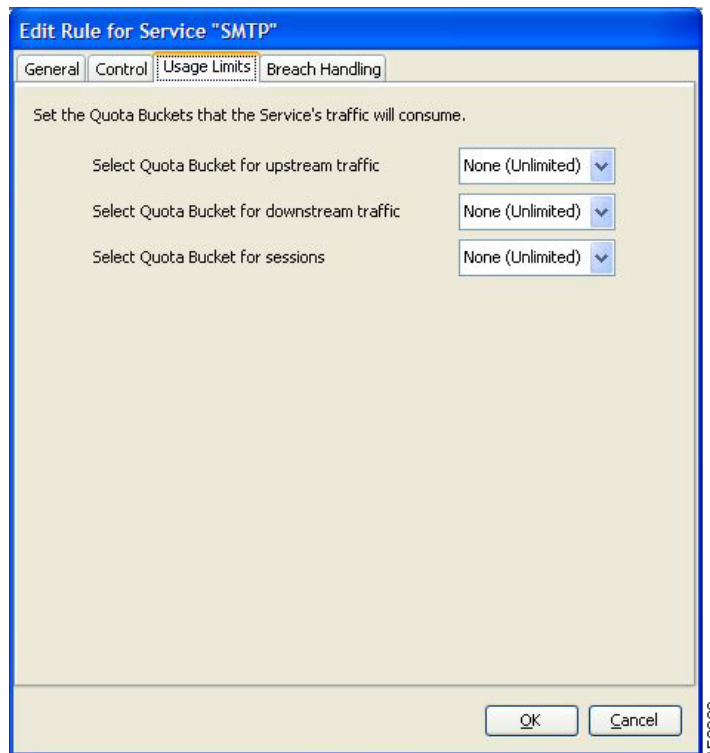 Edit Rule for Service "SMTP"
General Control Usage Limits Breach Handling
Set the Quota Buckets that the Service's traffic will consume.
Select Quota Bucket for upstream traffic None (Unlimited)
Select Quota Bucket for downstream traffic None (Unlimited)
Select Quota Bucket for sessions None (Unlimited)
OK Cancel